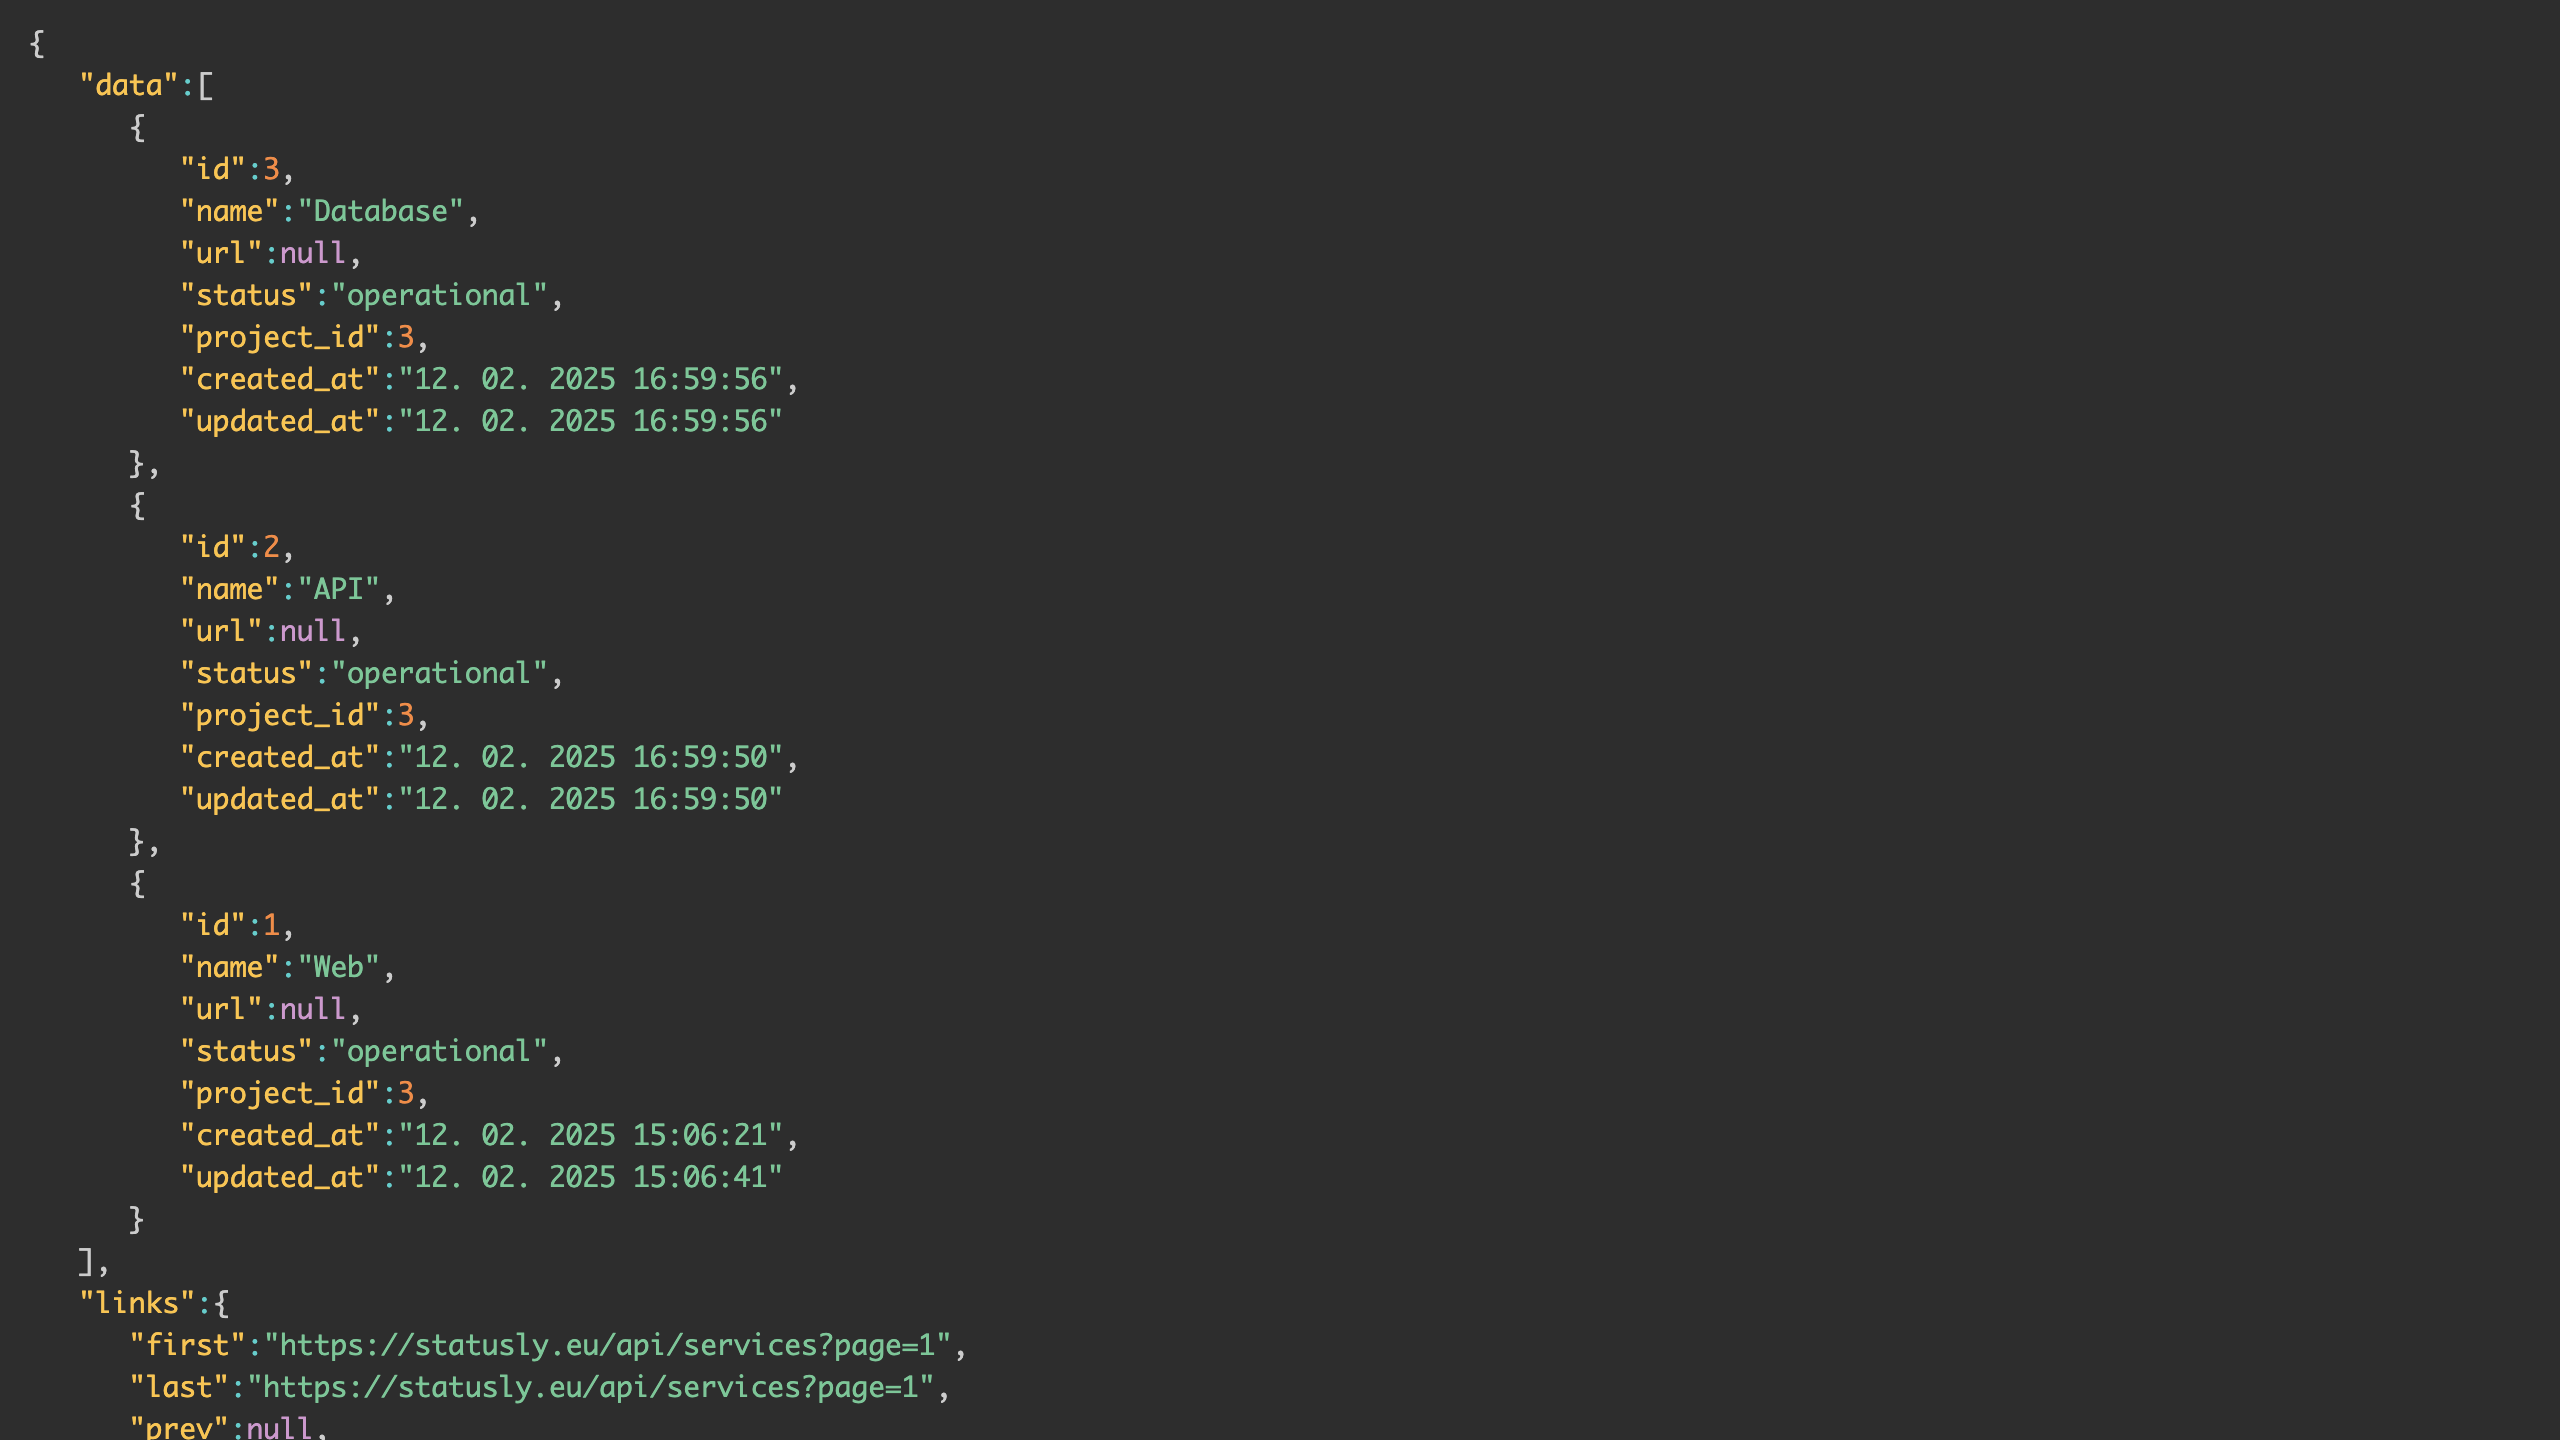 {
   "data":[
      {
         "id":3,
         "name":"Database",
         "url":null,
         "status":"operational",
         "project_id":3,
         "created_at":"12. 02. 2025 16:59:56",
         "updated_at":"12. 02. 2025 16:59:56"
      },
      {
         "id":2,
         "name":"API",
         "url":null,
         "status":"operational",
         "project_id":3,
         "created_at":"12. 02. 2025 16:59:50",
         "updated_at":"12. 02. 2025 16:59:50"
      },
      {
         "id":1,
         "name":"Web",
         "url":null,
         "status":"operational",
         "project_id":3,
         "created_at":"12. 02. 2025 15:06:21",
         "updated_at":"12. 02. 2025 15:06:41"
      }
   ],
   "links":{
      "first":"https://statusly.eu/api/services?page=1",
      "last":"https://statusly.eu/api/services?page=1",
      "prev":null,